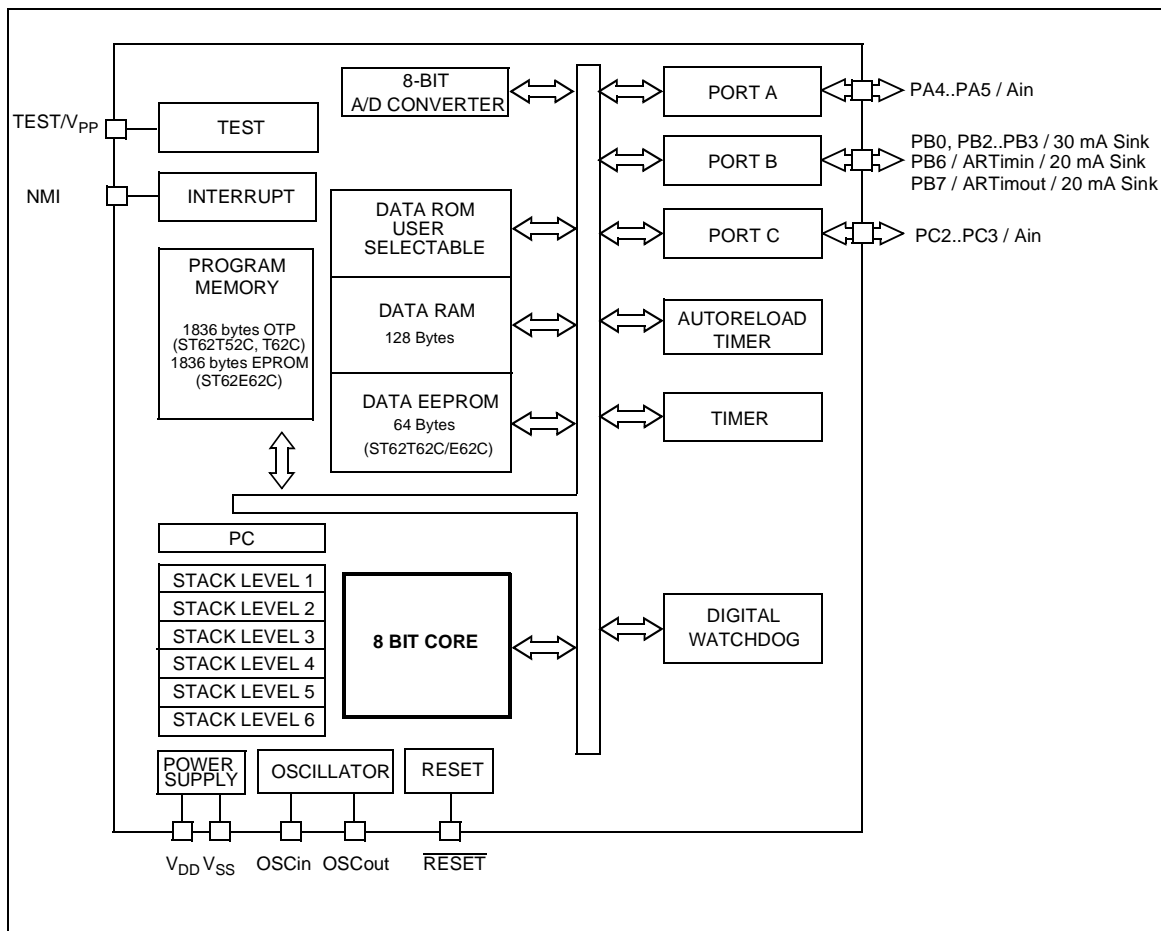 8-BIT
A/D CONVERTER
PORT A
PA4..PA5 / Ain
TEST/VPP
TEST
PORT B
PB0, PB2..PB3 / 30 mA Sink
PB6 / ARTimin / 20 mA Sink
PB7 / ARTimout / 20 mA Sink
NMI
INTERRUPT
DATA ROM
USER
SELECTABLE
PORT C
PC2..PC3 / Ain
PROGRAM
MEMORY
1836 bytes OTP
(ST62T52C, T62C)
1836 bytes EPROM
(ST62E62C)
DATA RAM
128 Bytes
AUTORELOAD
TIMER
DATA EEPROM
64 Bytes
(ST62T62C/E62C)
TIMER
PC
STACK LEVEL 1
STACK LEVEL 2
STACK LEVEL 3
STACK LEVEL 4
STACK LEVEL 5
STACK LEVEL 6
8 BIT CORE
DIGITAL
WATCHDOG
POWER
SUPPLY
OSCILLATOR
RESET
VDD VSS
OSCin OSCout
RESET